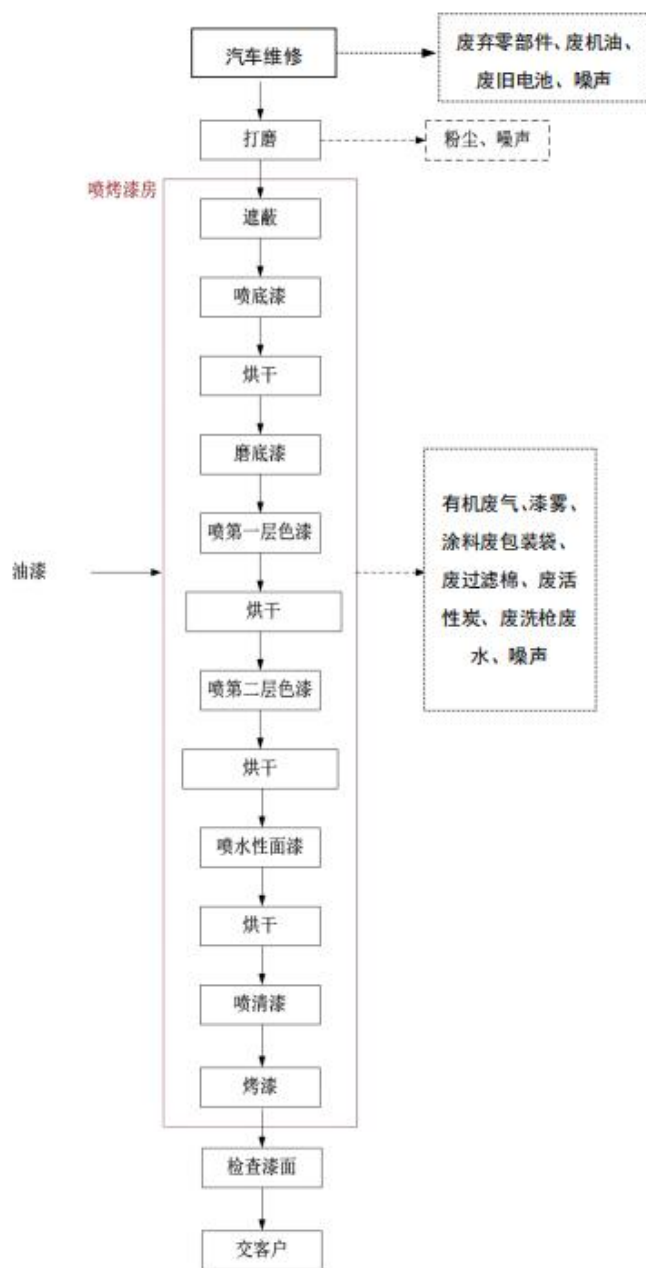 汽车维修
废弃零部件、废机油、
废旧电池、噪声
打磨
粉尘、噪声
喷烤漆房
遮蔽
喷底漆
烘干
磨底漆
喷第一层色漆
油漆
烘干
喷第二层色漆
烘干
喷水性面漆
烘干
喷清漆
烤漆
有机废气、漆雾、
涂料废包装袋、
废过滤棉、废活
性炭、废洗枪废
水、噪声
检查漆面
交客户